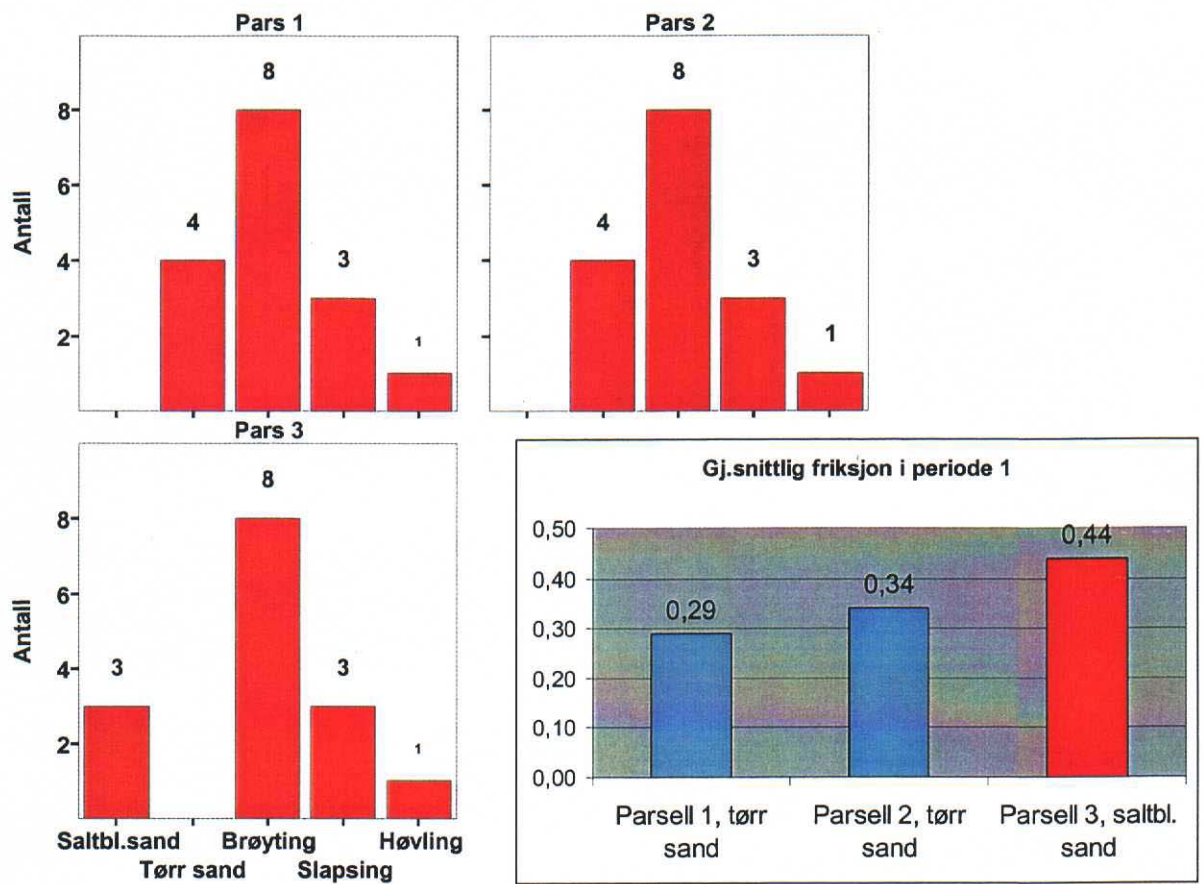 Pars 1
Antall
8
6
4
2
4
8
3
1
Pars 2
4
8
3
1
Pars 3
Antall
8
6
4
2
3
8
3
1
Saltbl.sand
Tørr sand
Brøyting
Slapsing
Høvling
Gj.snittlig friksjon i periode 1
0,50
0,40
0,30
0,20
0,10
0,00
0,29
0,34
0,44
Parsell 1, tørr
sand
Parsell 2, tørr
sand
Parsell 3, saltbl.
sand